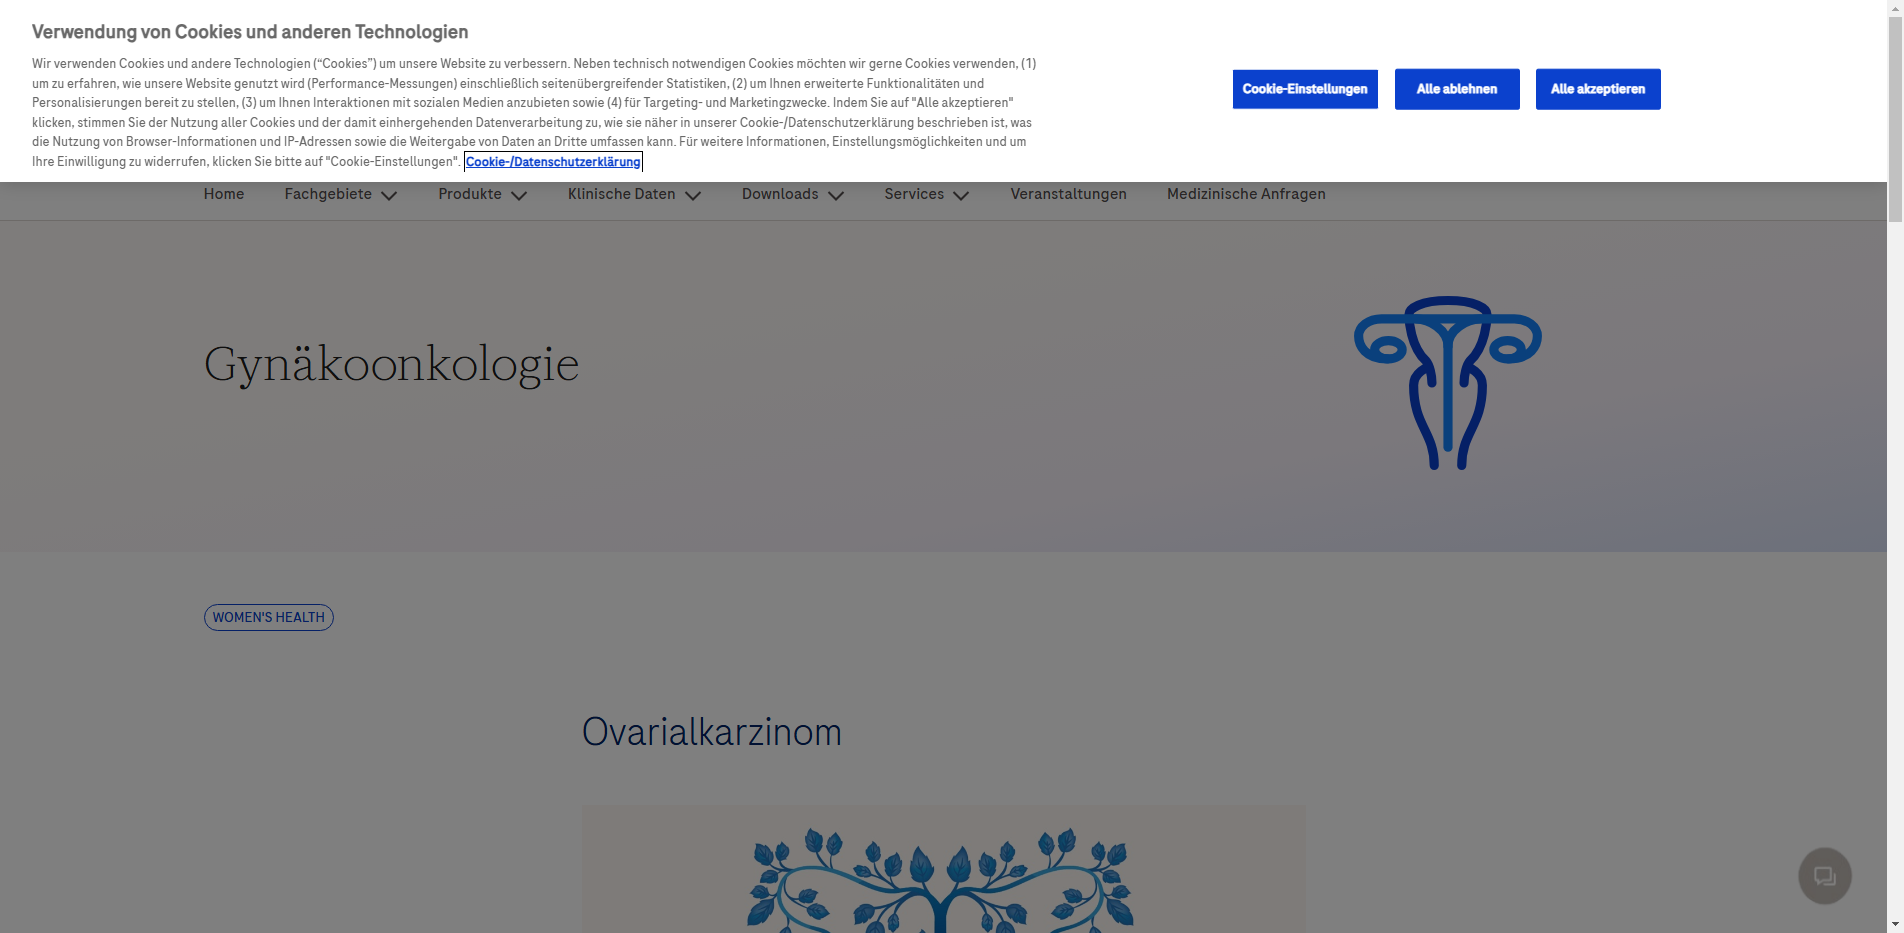 Verwendung von Cookies und anderen Technologien
Wir verwenden Cookies und andere Technologien (“Cookies”) um unsere Website zu verbessern. Neben technisch notwendigen Cookies möchten wir gerne Cookies verwenden, (1)
um zu erfahren, wie unsere Website genutzt wird (Performance-Messungen) einschließlich seitenübergreifender Statistiken, (2) um Ihnen erweiterte Funktionalitäten und
Personalisierungen bereit zu stellen, (3) um Ihnen Interaktionen mit sozialen Medien anzubieten sowie (4) für Targeting- und Marketingzwecke. Indem Sie auf "Alle akzeptieren"
klicken, stimmen Sie der Nutzung aller Cookies und der damit einhergehenden Datenverarbeitung zu, wie sie näher in unserer Cookie-/Datenschutzerklärung beschrieben ist, was
die Nutzung von Browser-Informationen und IP-Adressen sowie die Weitergabe von Daten an Dritte umfassen kann. Für weitere Informationen, Einstellungsmöglichkeiten und um
Ihre Einwilligung zu widerrufen, klicken Sie bitte auf "Cookie-Einstellungen". Cookie-/Datenschutzerklärung
Cookie-Einstellungen Alle ablehnen Alle akzeptieren
Home Fachgebiete Produkte Klinische Daten Downloads Services Veranstaltungen Medizinische Anfragen
Gynäkoonkologie
WOMEN'S HEALTH
Ovarialkarzinom